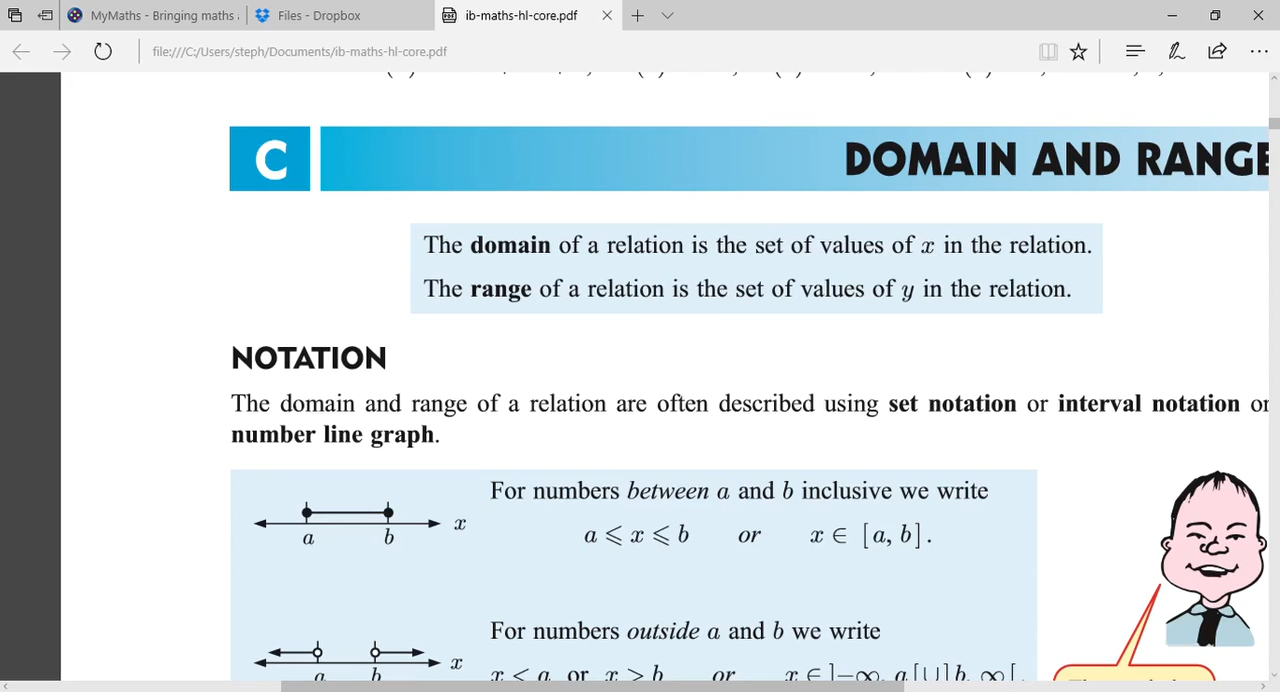 MyMaths - Bringing maths
Files - Dropbox
ib-maths-hl-core.pdf
file:///C:/Users/steph/Documents/ib-maths-hl-core.pdf
C
DOMAIN AND RANGE
The domain of a relation is the set of values of x in the relation.
The range of a relation is the set of values of y in the relation.
NOTATION
The domain and range of a relation are often described using set notation or interval notation or
number line graph.
For numbers between a and b inclusive we write
a b x
a ⩽ x ⩽ b or x ∈ [a, b].
For numbers outside a and b we write
a b x
x < a or x > b or x ∈ ]−∞, a[∪]b, ∞[.